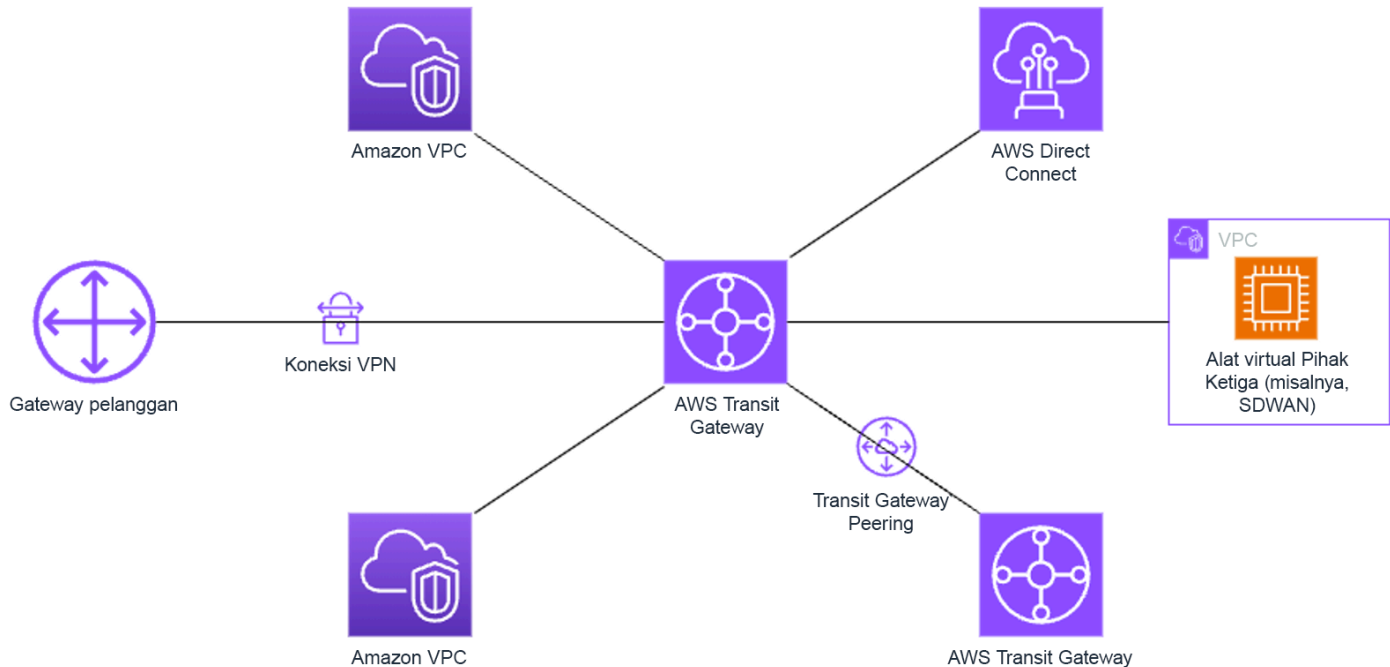 Amazon VPC
AWS Direct
Connect
VPC
Alat virtual Pihak
Ketiga (misalnya,
SDWAN)
Koneksi VPN
Gateway pelanggan
AWS Transit
Gateway
Transit Gateway
Peering
Amazon VPC
AWS Transit Gateway